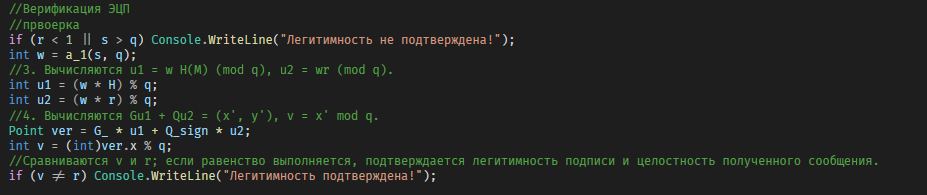 //Верификация ЭЦП
//првоерка
if (r < 1 || s > q) Console.WriteLine("Легитимность не подтверждена!");
int w = a_1(s, q);
//3. Вычисляются u1 = w H(M) (mod q), u2 = wr (mod q).
int u1 = (w * H) % q;
int u2 = (w * r) % q;
//4. Вычисляются Gu1 + Qu2 = (x', y'), v = x' mod q.
Point ver = G_ * u1 + Q_sign * u2;
int v = (int)ver.x % q;
//Сравниваются v и r; если равенство выполняется, подтверждается легитимность подписи и целостность полученного сообщения.
if (v ≠ r) Console.WriteLine("Легитимность подтверждена!");